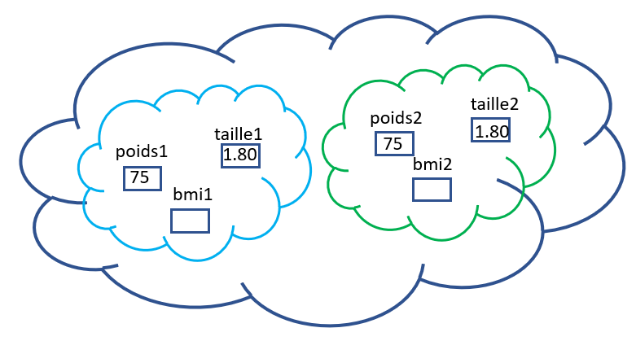 poids1
75
taille1
1.80
bmi1
poids2
75
taille2
1.80
bmi2